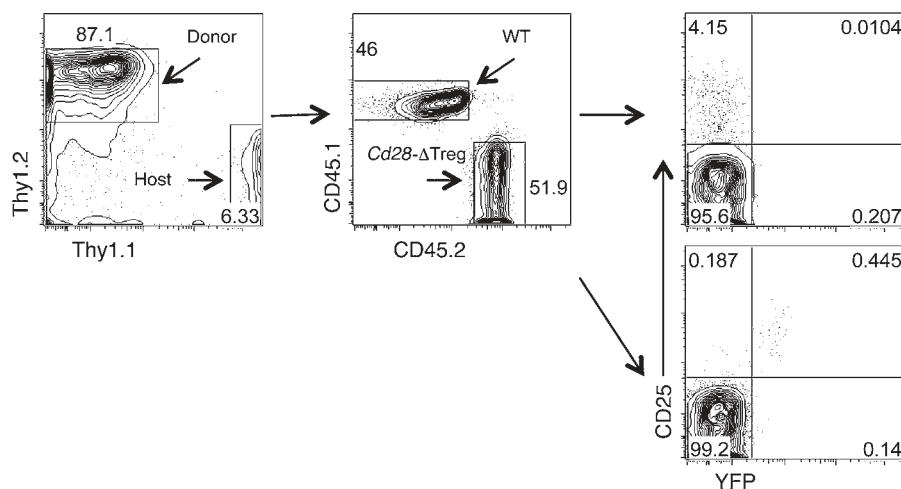 87.1
Donor
Host
6.33
Thy1.2
Thy1.1
46
WT
Cd28-ΔTreg
51.9
CD45.1
CD45.2
4.15
0.0104
95.6
0.207
0.187
0.445
99.2
0.14
CD25
YFP